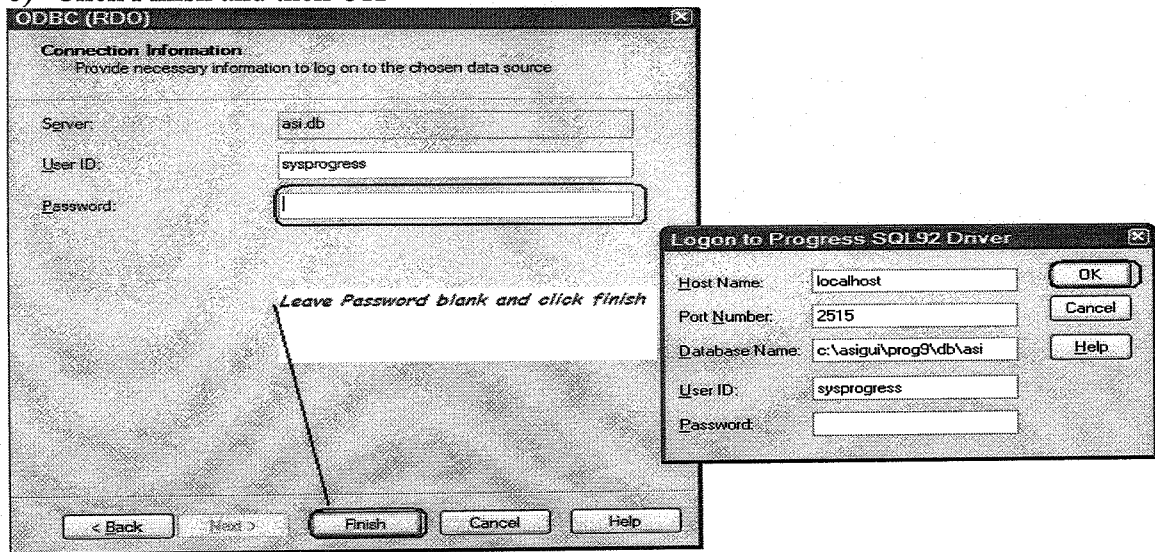 ODBC (RDO)
Connection Information
Provide necessary information to log on to the chosen data source
Server: asi.db
User ID: sysprogress
Password:
Leave Password blank and click finish
< Back Next > Finish Cancel Help
Logon to Progress SQL92 Driver
Host Name: localhost OK
Port Number: 2515 Cancel
Database Name: c:\asigui\prog9\db\asi Help
User ID: sysprogress
Password: